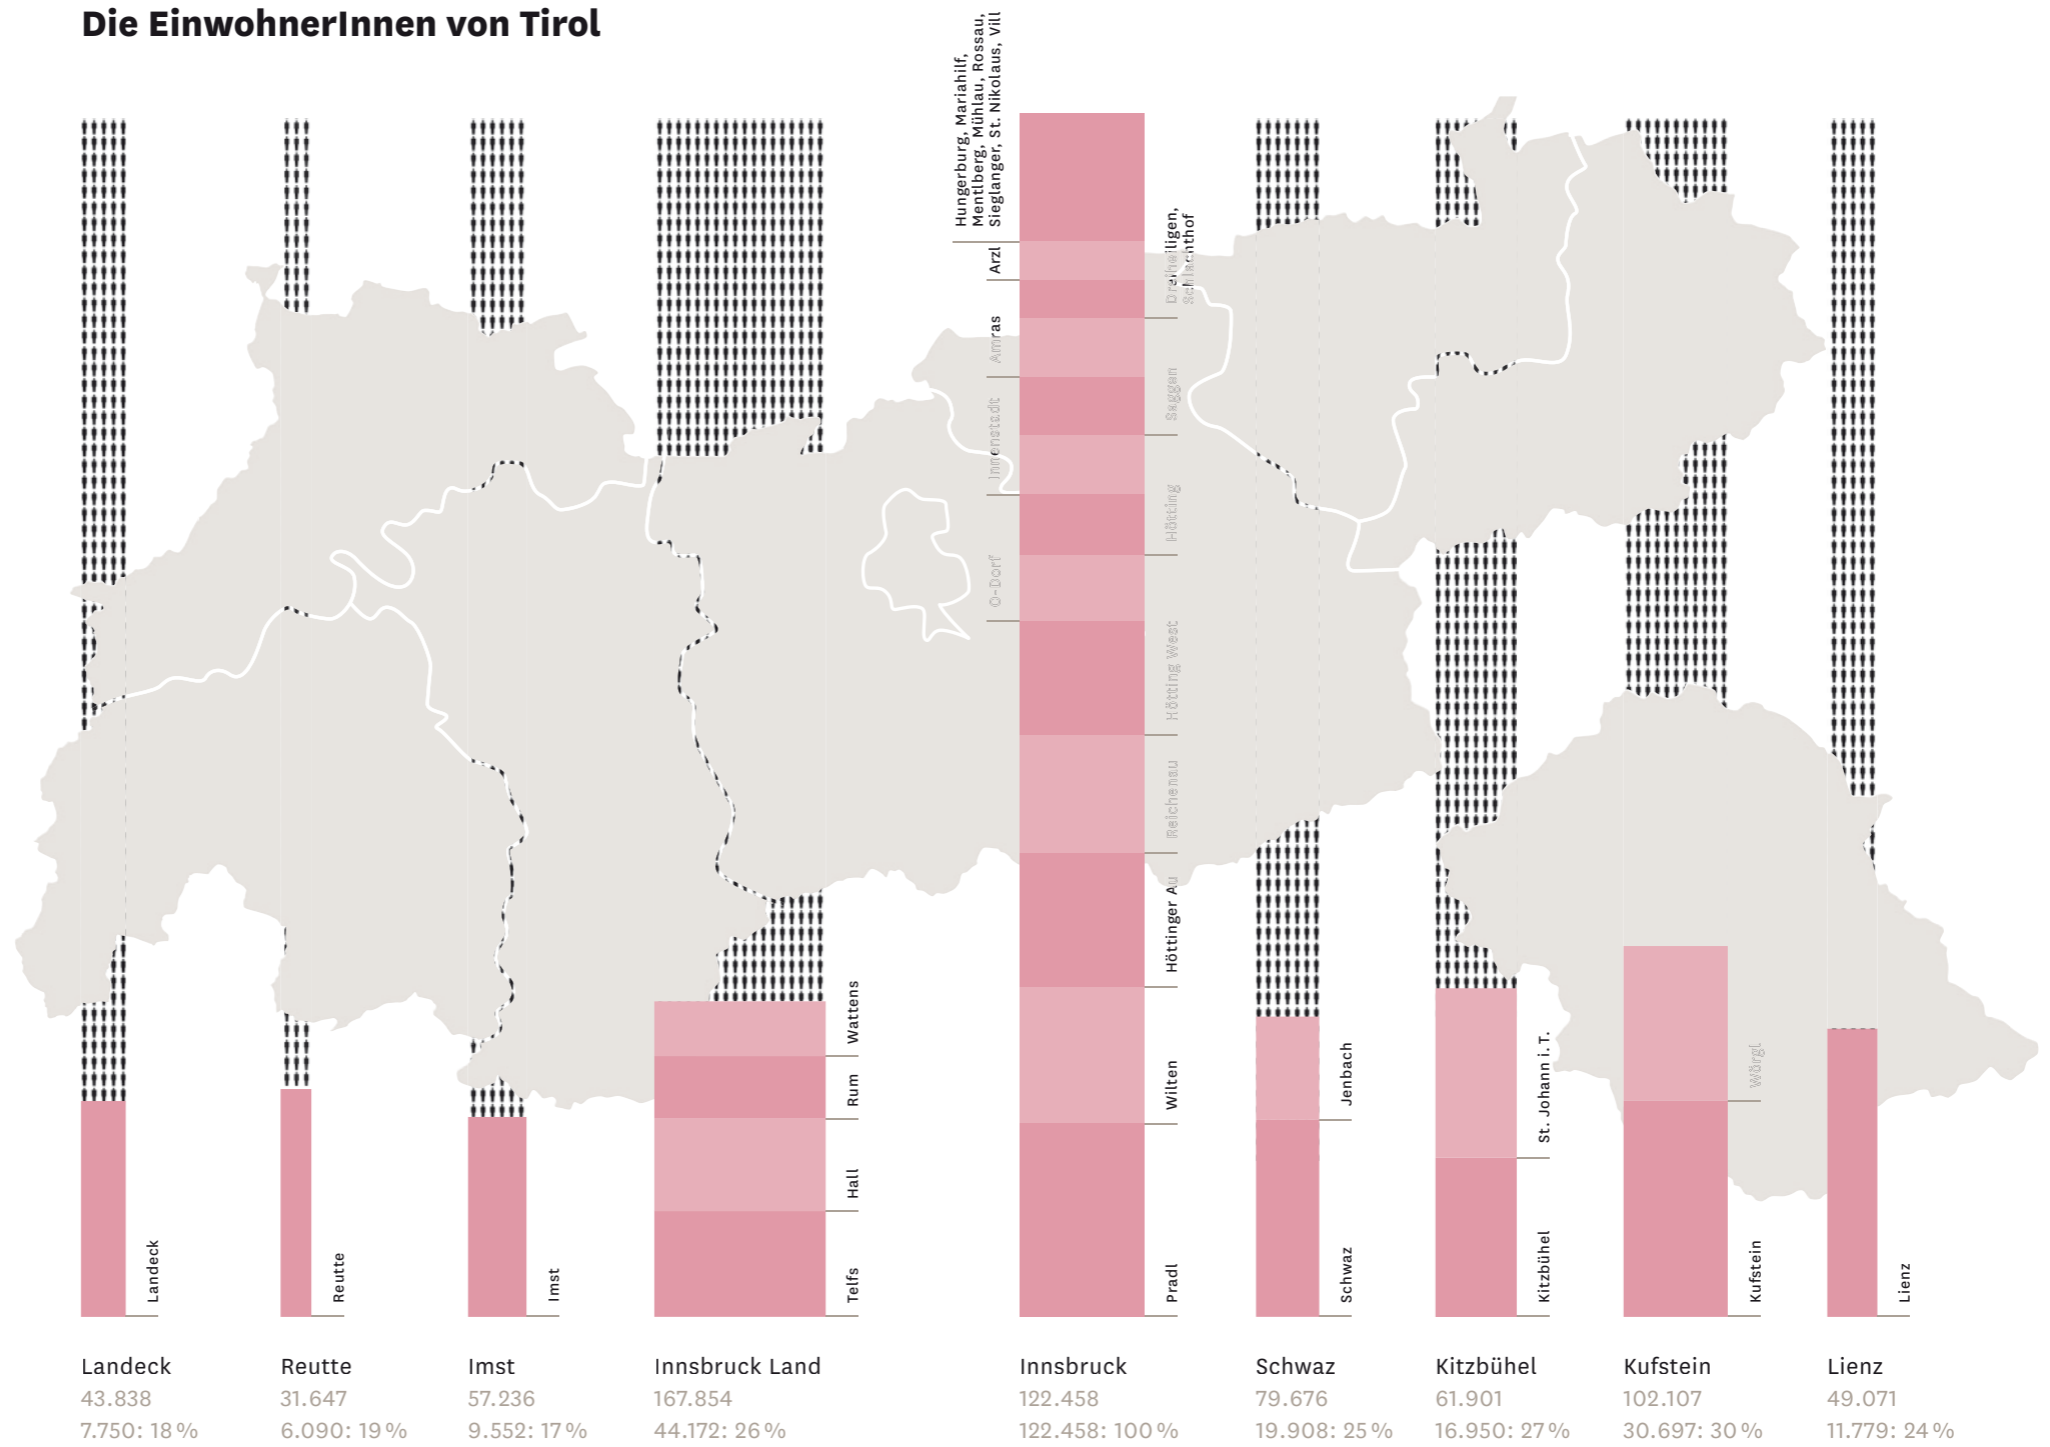 Die EinwohnerInnen von Tirol
Hungerburg, Mariahilf,
Mentlberg, Mühlau, Rossau,
Sieglanger, St. Nikolaus, Vill
Arzl
Dreiheiligen,
Schlachthof
Amras
Saggen
Innenstadt
Hötting
O-Dorf
Hötting West
Reichenau
Höttinger Au
Wilten
Pradl
Landeck
Reutte
Imst
Wattens
Rum
Hall
Telfs
Jenbach
Schwaz
St. Johann i. T.
Kitzbühel
Wörgl
Kufstein
Lienz
Landeck
43.838
7.750: 18 %
Reutte
31.647
6.090: 19 %
Imst
57.236
9.552: 17 %
Innsbruck Land
167.854
44.172: 26 %
Innsbruck
122.458
122.458: 100 %
Schwaz
79.676
19.908: 25 %
Kitzbühel
61.901
16.950: 27 %
Kufstein
102.107
30.697: 30 %
Lienz
49.071
11.779: 24 %